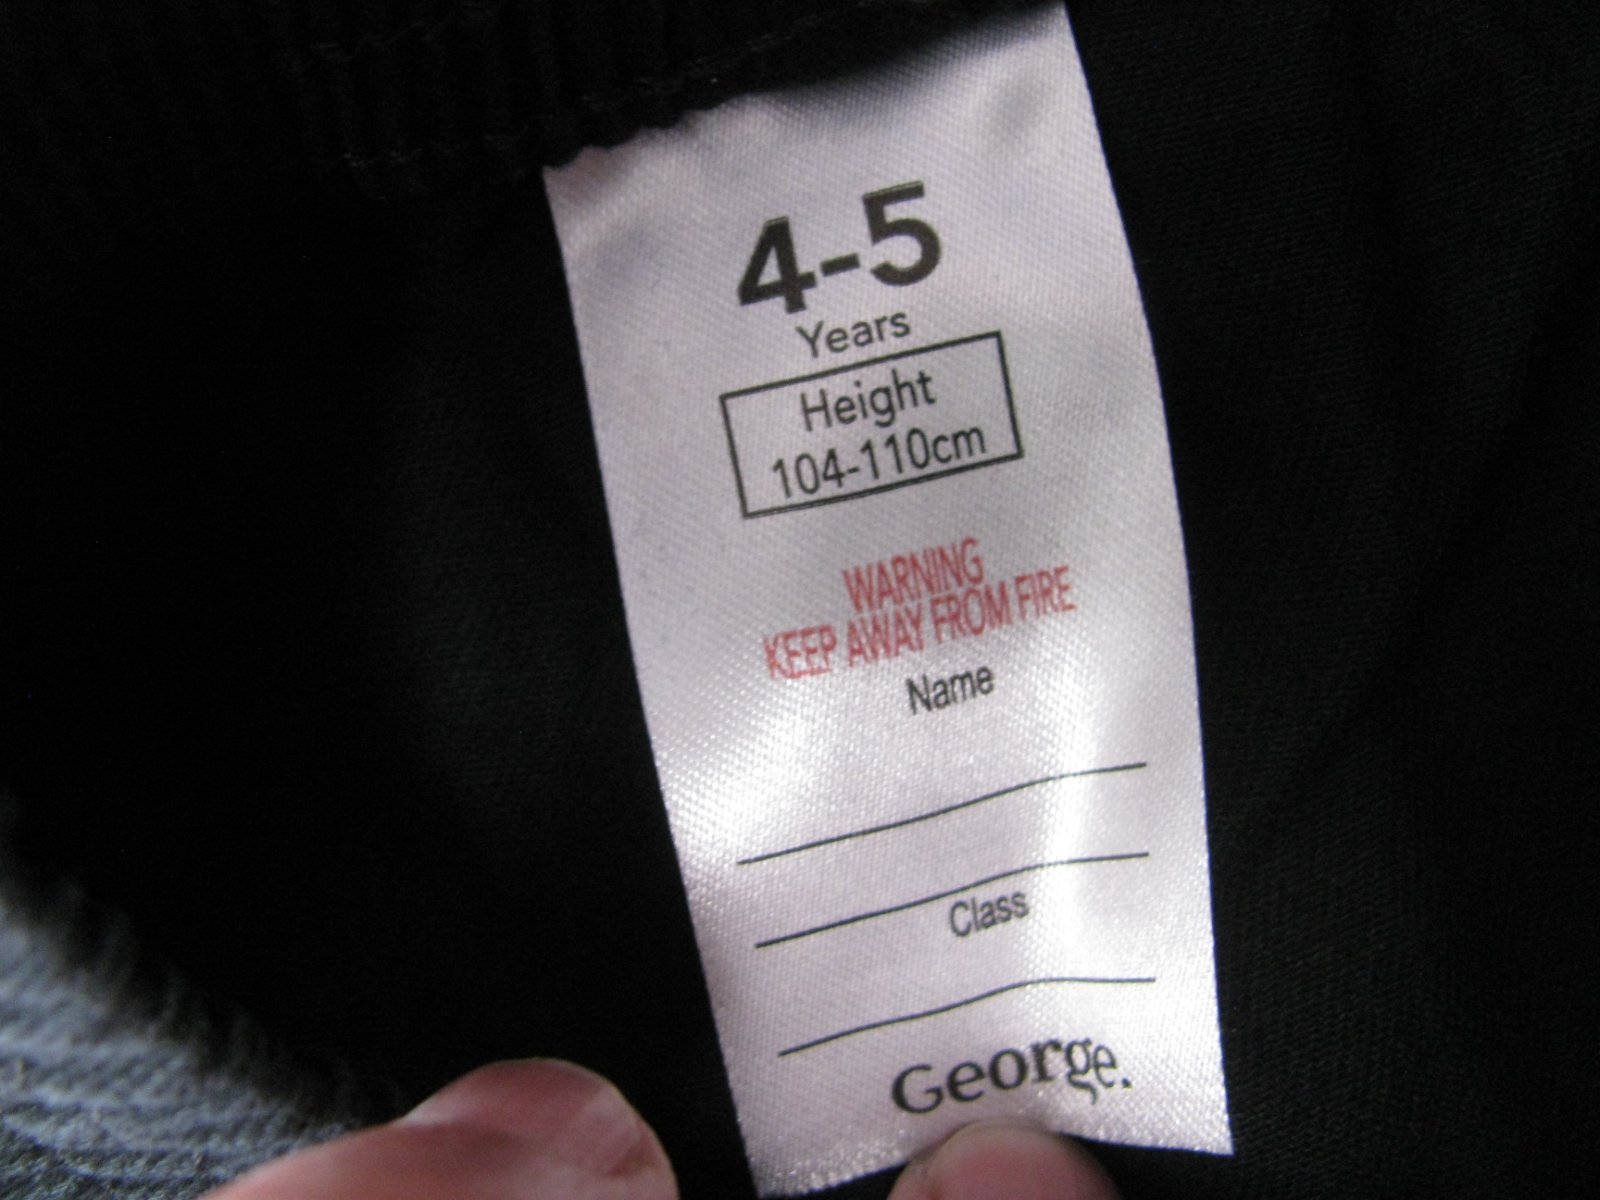 4-5
Years
Height
104-110cm
WARNING
KEEP AWAY FROM FIRE
Name
Class
George.